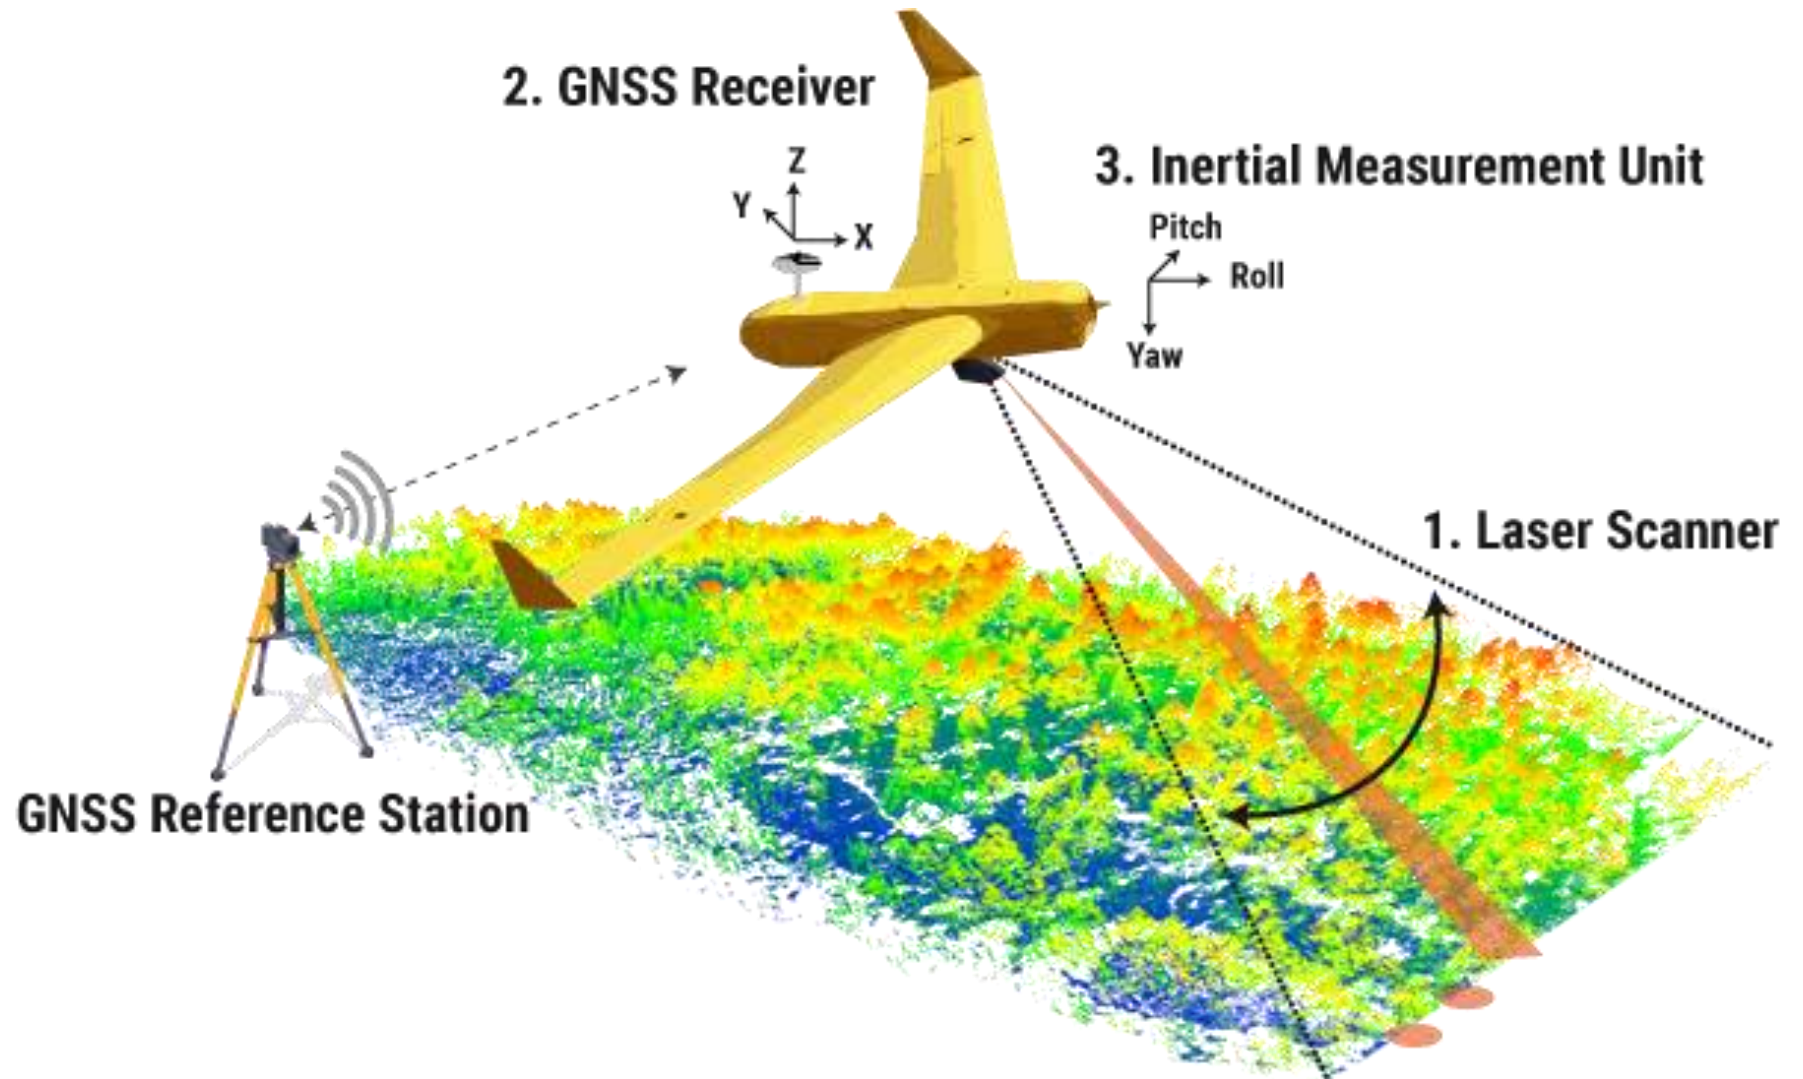 2. GNSS Receiver
Z
Y
X
3. Inertial Measurement Unit
Pitch
Roll
Yaw
1. Laser Scanner
GNSS Reference Station